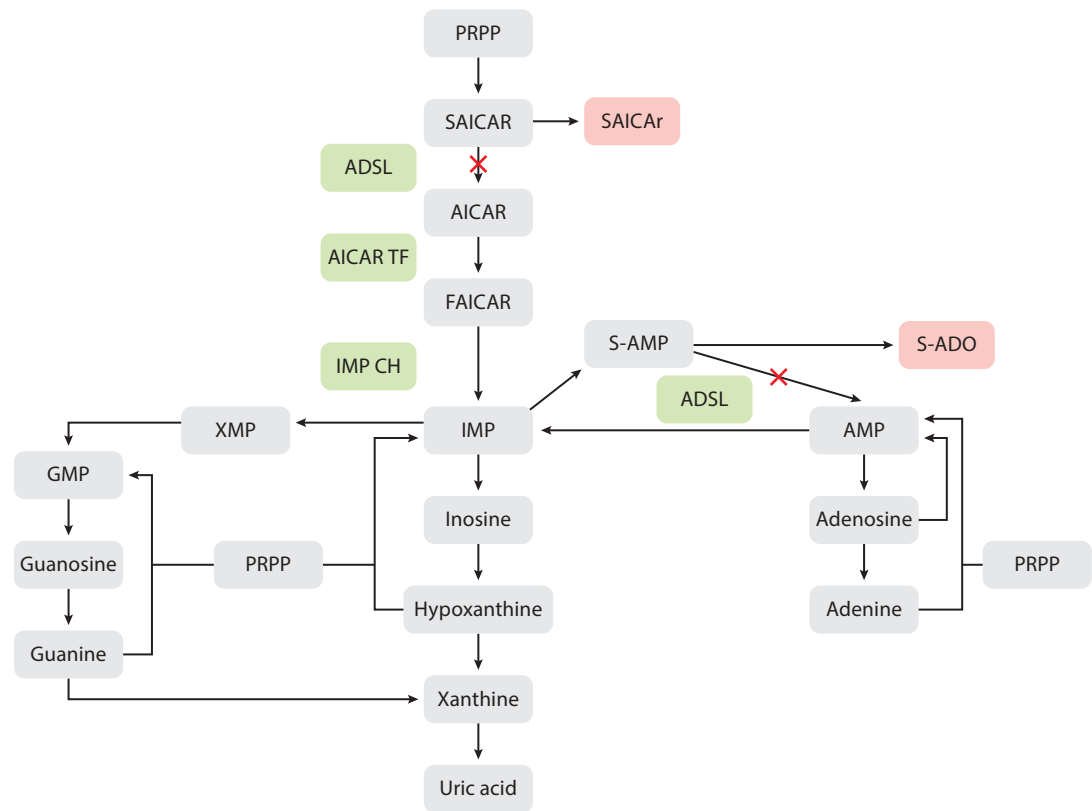 PRPP
SAICAR
SAICAr
ADSL
AICAR
AICAR TF
FAICAR
S-AMP
S-ADO
IMP CH
ADSL
XMP
IMP
AMP
GMP
Inosine
Adenosine
Guanosine
PRPP
PRPP
Hypoxanthine
Adenine
Guanine
Xanthine
Uric acid